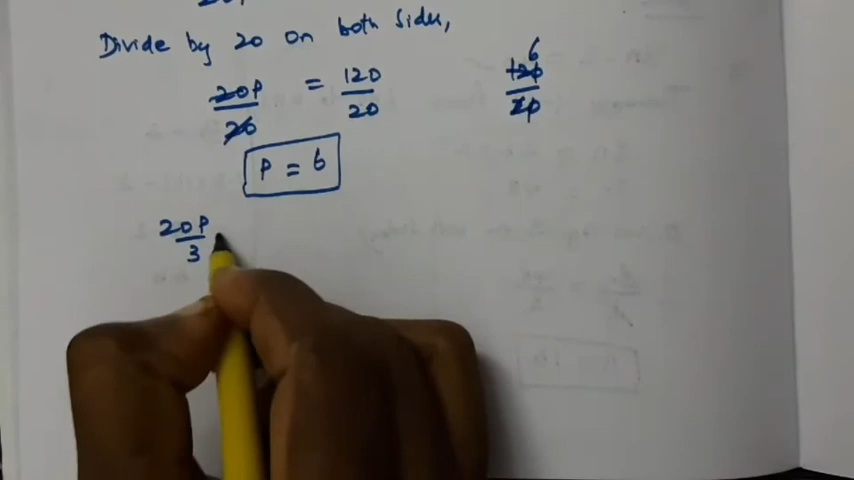 Divide by 20 on both sides,
20P/20 = 120/20 120/20 6
P = 6
20P/3